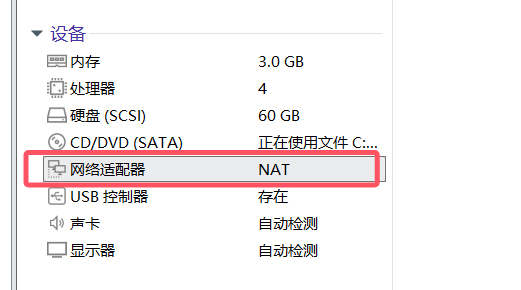 设备
内存 3.0 GB
处理器 4
硬盘 (SCSI) 60 GB
CD/DVD (SATA) 正在使用文件 C:...
网络适配器 NAT
USB 控制器 存在
声卡 自动检测
显示器 自动检测